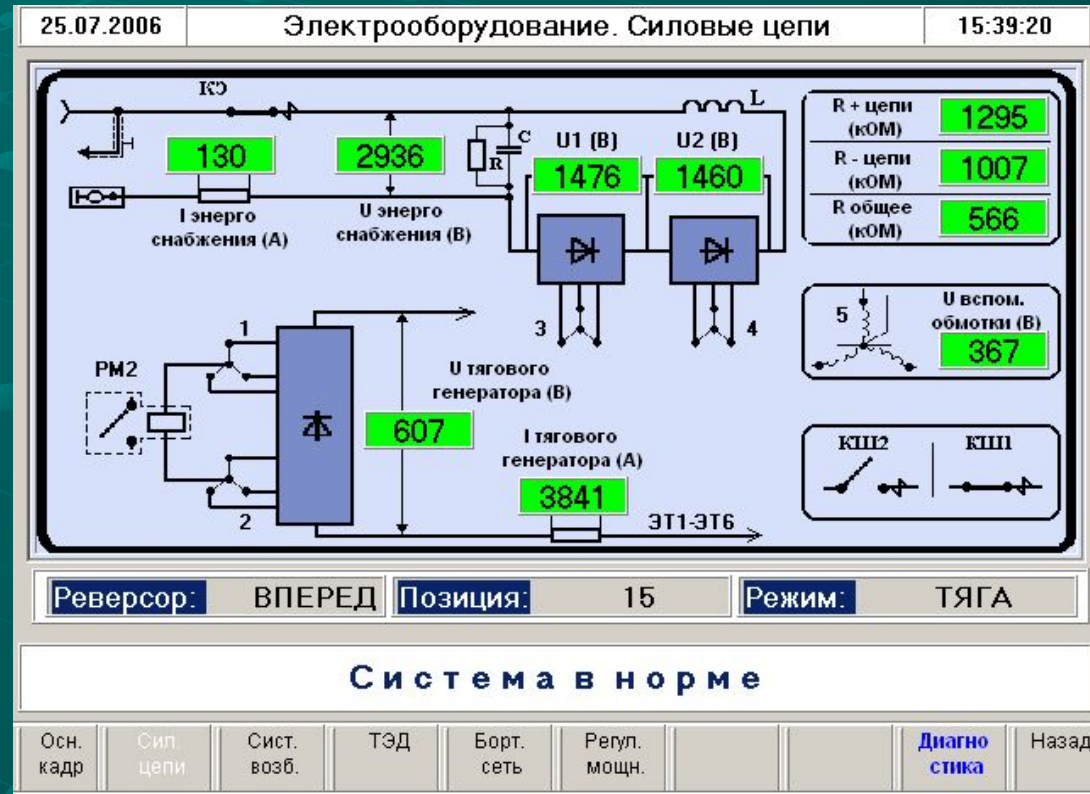 25.07.2006
Электрооборудование. Силовые цепи
15:39:20
КЭ
L
R
C
U1 (В)
U2 (В)
130
2936
1476
1460
I энерго
снабжения (А)
U энерго
снабжения (В)
3
4
R + цепи
(кОМ)
1295
R - цепи
(кОМ)
1007
R общее
(кОМ)
566
5
U вспом.
обмотки (В)
367
РМ2
1
2
U тягового
генератора (В)
607
I тягового
генератора (А)
3841
ЭТ1-ЭТ6
КШ2
КШ1
Реверсор: ВПЕРЕД
Позиция: 15
Режим: ТЯГА
Система в норме
Осн.
кадр
Сил.
цепи
Сист.
возб.
ТЭД
Борт.
сеть
Регул.
мощн.
Диагно
стика
Назад